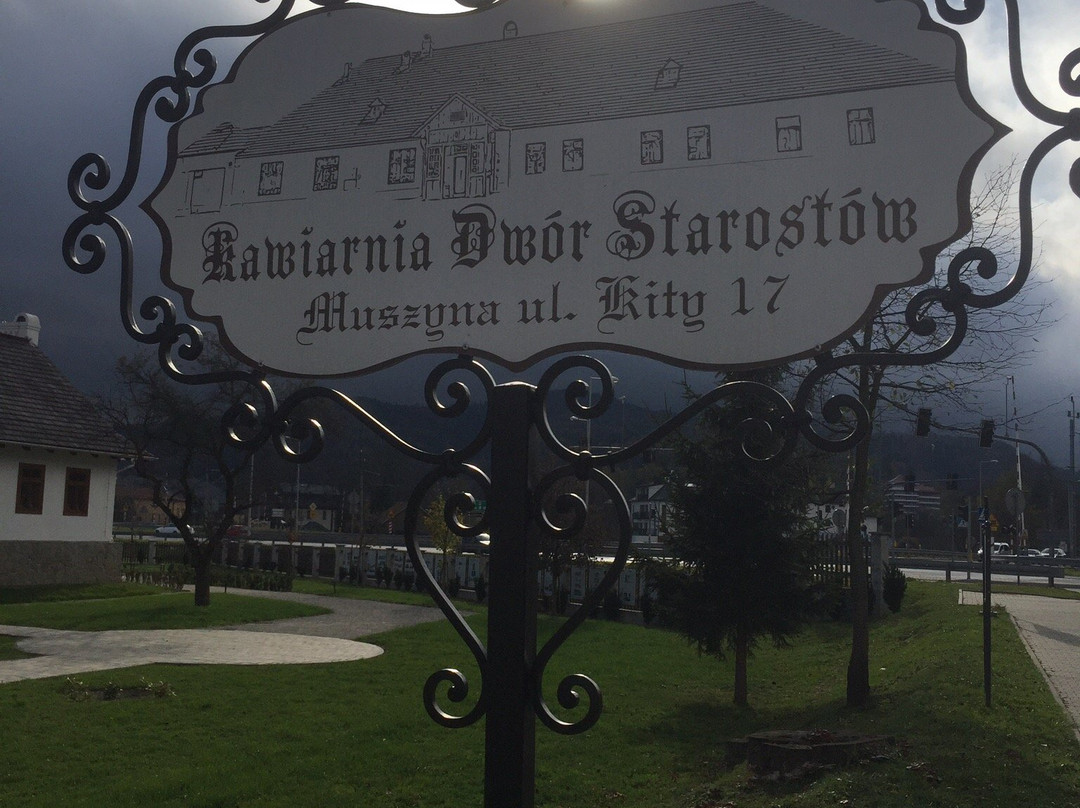 Kawiarnia Dwór Starostów
Muszyna ul. Kity 17